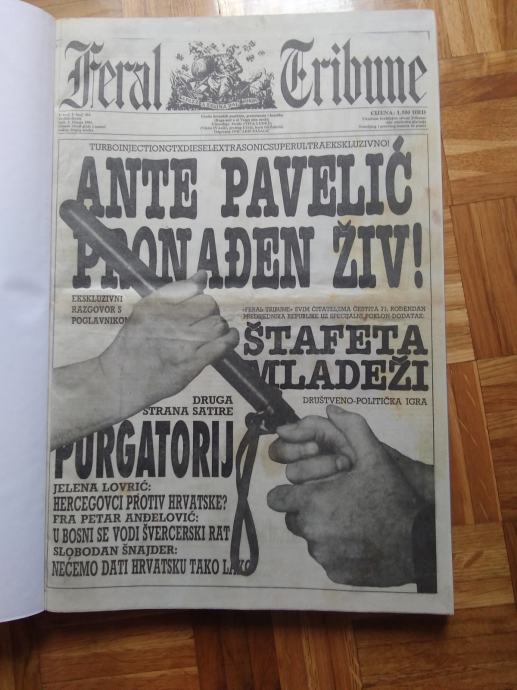 Feral Tribune
CIJENA: 1.500 HRD
TURBOINJECTIONGTXDIESELEXTRASONICSUPERULTRAEKSKLUZIVNO!
ANTE PAVELIĆ
PRONAĐEN ŽIV!
EKSKLUZIVNI
RAZGOVOR S
POGLAVNIKOM
«FERAL TRIBUNE» SVIM ČITATELJIMA ČESTITA 71. ROĐENDAN
PREDSJEDNIKA REPUBLIKE UZ SPECIJALNI POKLON-DODATAK:
ŠTAFETA
MLADEŽI
DRUŠTVENO-POLITIČKA IGRA
DRUGA
STRANA SATIRE
PURGATORIJ
JELENA LOVRIĆ:
HERCEGOVCI PROTIV HRVATSKE?
FRA PETAR ANĐELOVIĆ:
U BOSNI SE VODI ŠVERCERSKI RAT
SLOBODAN ŠNAJDER:
NEĆEMO DATI HRVATSKU TAKO LAKO